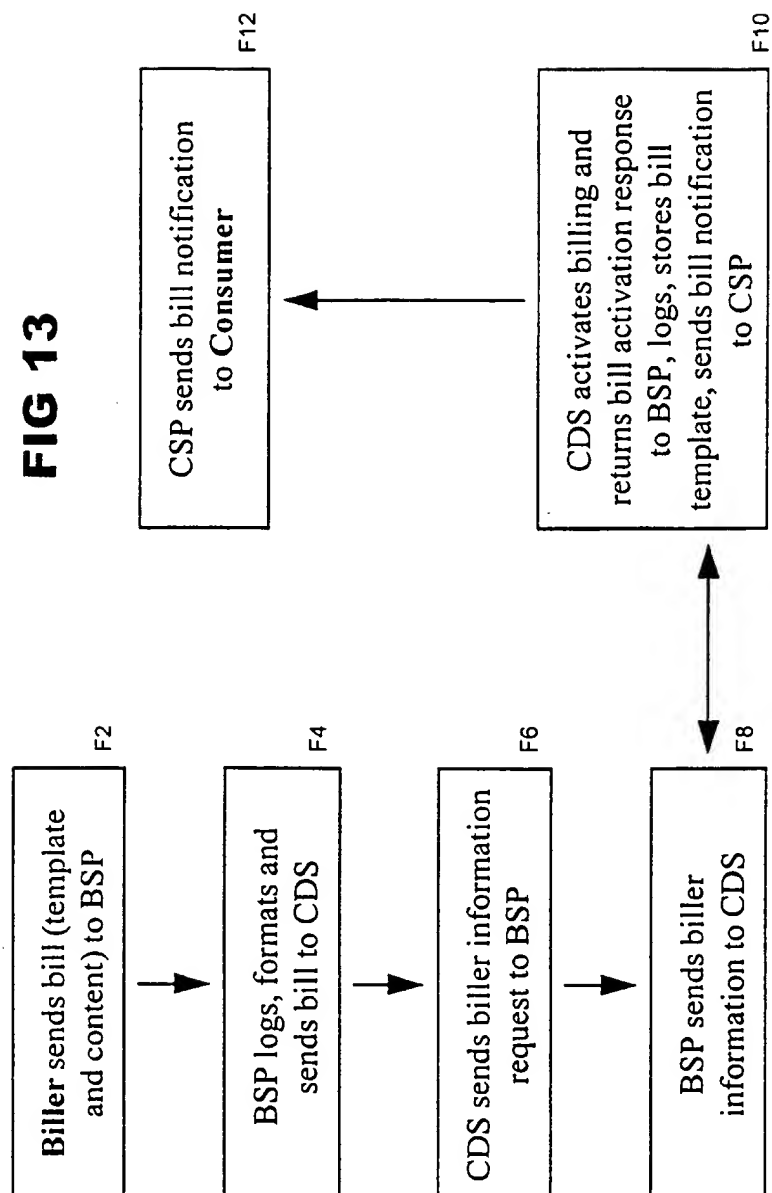 FIG 13
Biller sends bill (template
and content) to BSP
F2
BSP logs, formats and
sends bill to CDS
F4
CDS sends biller information
request to BSP
F6
BSP sends biller
information to CDS
F8
CDS activates billing and
returns bill activation response
to BSP, logs, stores bill
template, sends bill notification
to CSP
F10
CSP sends bill notification
to Consumer
F12